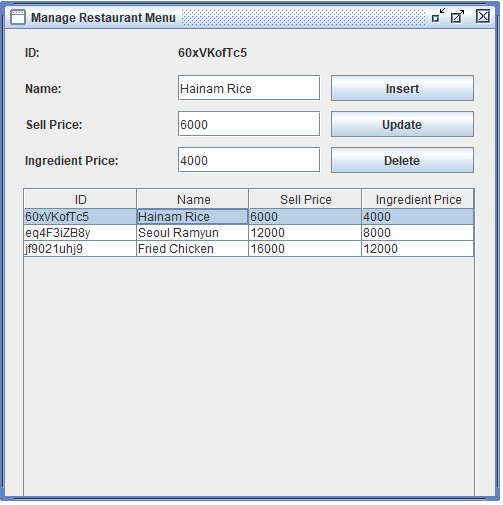 Manage Restaurant Menu
ID: 60xVKofTc5
Name: Hainam Rice Insert
Sell Price: 6000 Update
Ingredient Price: 4000 Delete
ID Name Sell Price Ingredient Price
60xVKofTc5 Hainam Rice 6000 4000
eq4F3iZB8y Seoul Ramyun 12000 8000
jf9021uhj9 Fried Chicken 16000 12000